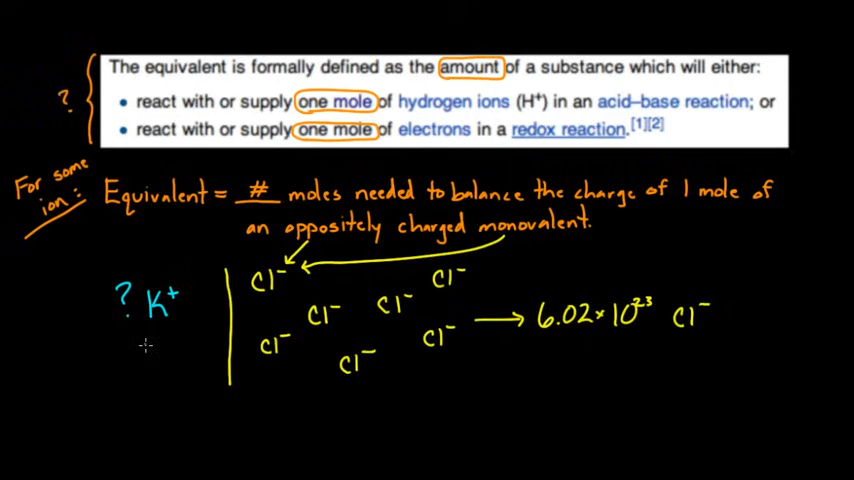 The equivalent is formally defined as the amount of a substance which will either:
? • react with or supply one mole of hydrogen ions (H⁺) in an acid–base reaction; or
• react with or supply one mole of electrons in a redox reaction.[1][2]
For some ion: Equivalent = # moles needed to balance the charge of 1 mole of
an oppositely charged monovalent.
Cl⁻ Cl⁻
? K⁺ Cl⁻ Cl⁻ → 6.02 × 10²³ Cl⁻
Cl⁻ Cl⁻
Cl⁻